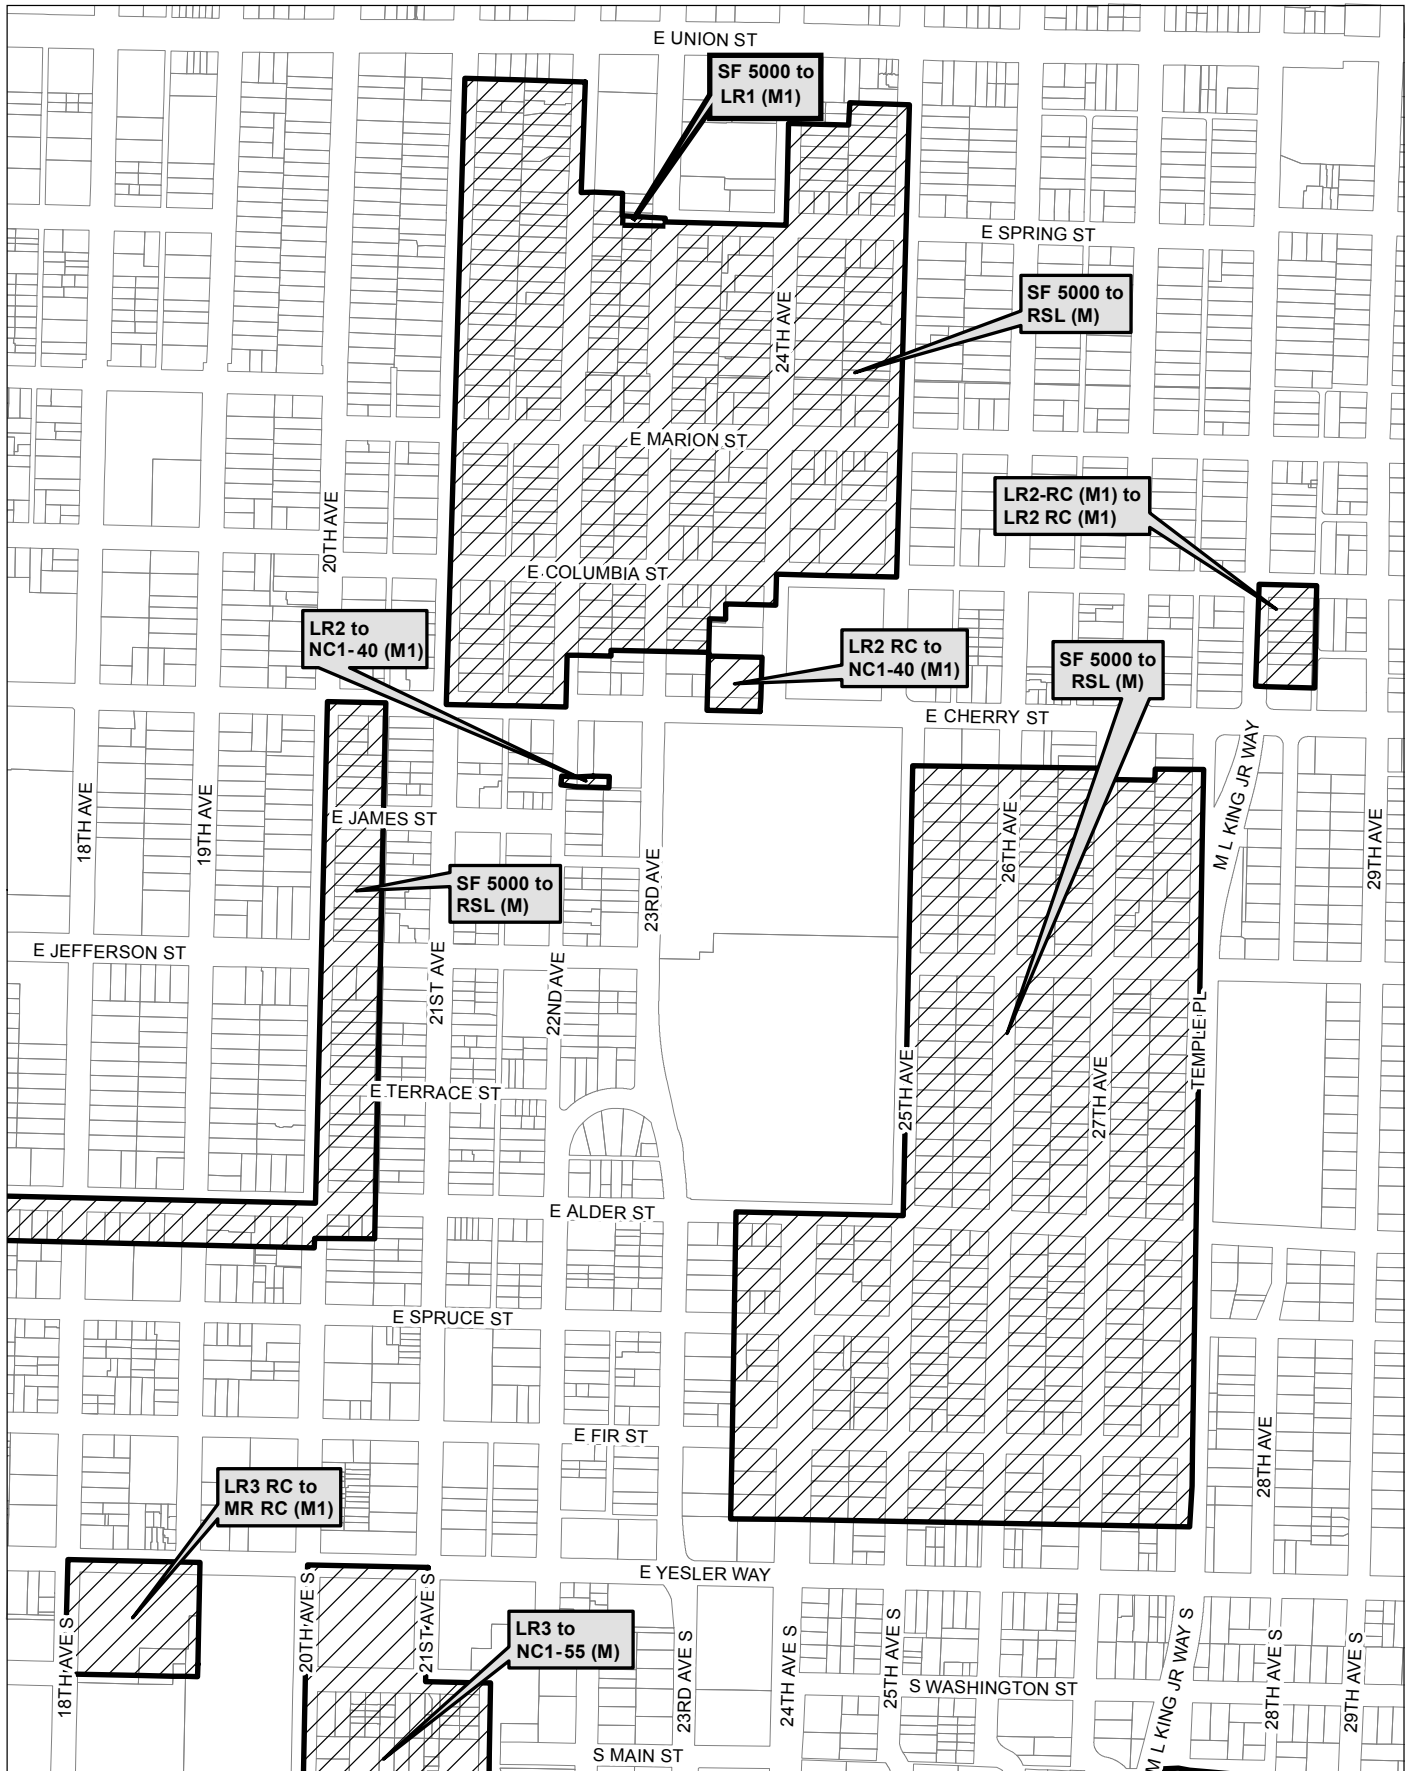 E UNION ST
SF 5000 to
LR1 (M1)
E SPRING ST
SF 5000 to
RSL (M)
24TH AVE
E MARION ST
LR2-RC (M1) to
LR2 RC (M1)
20TH AVE
E COLUMBIA ST
LR2 to
NC1-40 (M1)
LR2 RC to
NC1-40 (M1)
SF 5000 to
RSL (M)
E CHERRY ST
M L KING JR WAY
18TH AVE
19TH AVE
E JAMES ST
26TH AVE
29TH AVE
SF 5000 to
RSL (M)
23RD AVE
E JEFFERSON ST
21ST AVE
22ND AVE
25TH AVE
27TH AVE
TEMPLE PL
E TERRACE ST
E ALDER ST
E SPRUCE ST
E FIR ST
28TH AVE
LR3 RC to
MR RC (M1)
E YESLER WAY
18TH AVE S
20TH AVE S
21ST AVE S
LR3 to
NC1-55 (M)
23RD AVE S
24TH AVE S
25TH AVE S
S WASHINGTON ST
M L KING JR WAY S
28TH AVE S
29TH AVE S
S MAIN ST